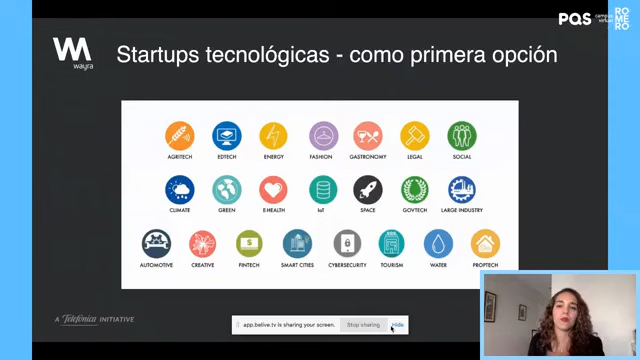 PQS campus virtual
RO
ME
RO
wayra
Startups tecnológicas - como primera opción
AGRITECH EDTECH ENERGY FASHION GASTRONOMY LEGAL SOCIAL
CLIMATE GREEN E-HEALTH IoT SPACE GOVTECH LARGE INDUSTRY
AUTOMOTIVE CREATIVE FINTECH SMART CITIES CYBERSECURITY TOURISM WATER PROPTECH
A Telefónica INITIATIVE
app.belive.tv is sharing your screen. Stop sharing Hide